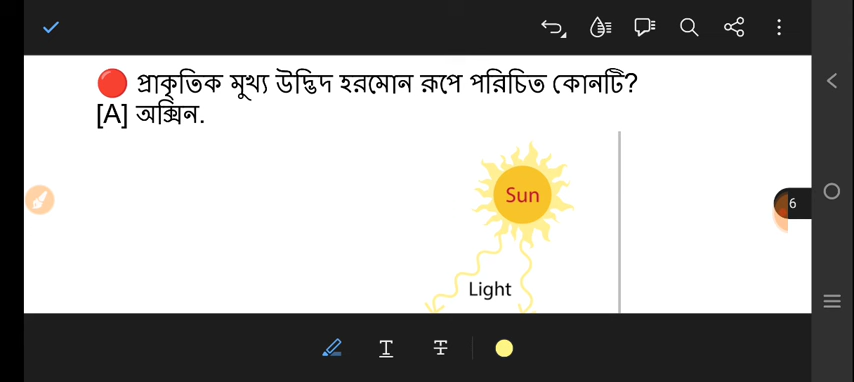 🔴 প্রাকৃতিক মুখ্য উদ্ভিদ হরমোন রূপে পরিচিত কোনটি?
[A] অক্সিন.
Sun
6
Light
T
T